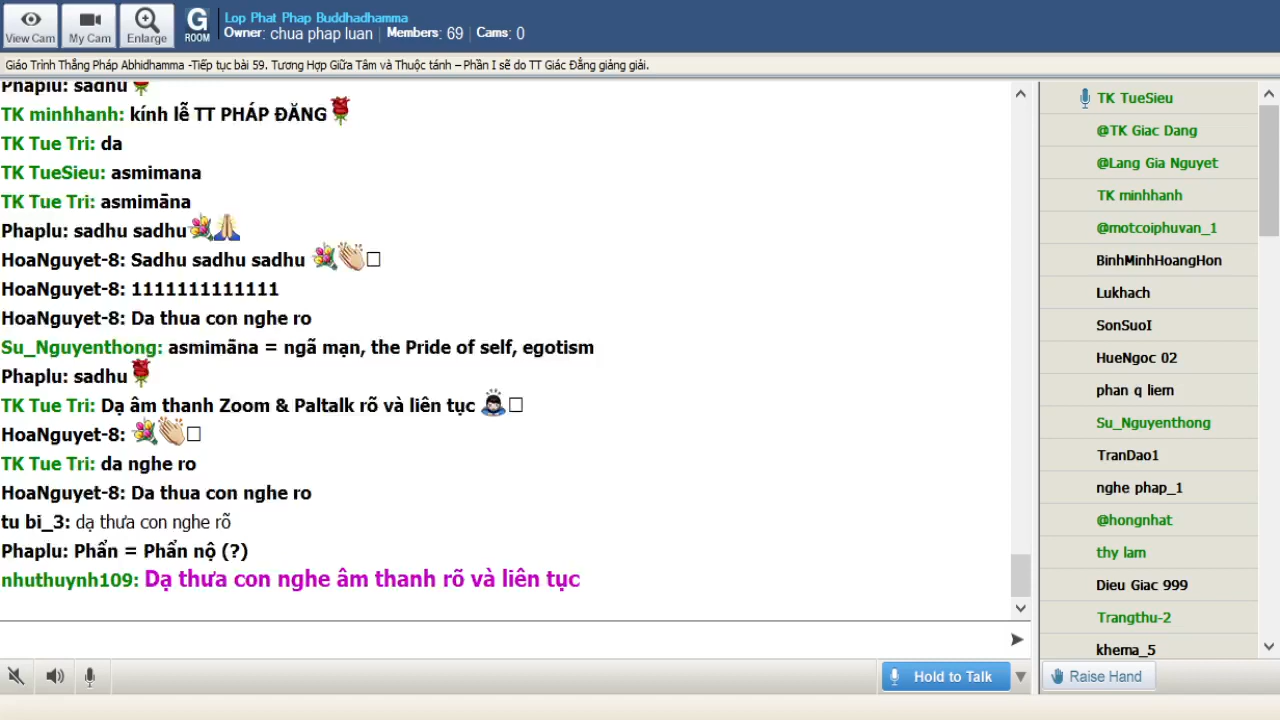 View Cam
My Cam
Enlarge
G
ROOM
Lop Phat Phap Buddhadhamma
Owner: chua phap luan | Members: 69 | Cams: 0
Giáo Trình Thắng Pháp Abhidhamma -Tiếp tục bài 59. Tương Hợp Giữa Tâm và Thuộc tánh – Phần I sẽ do TT Giác Đẳng giảng giải.
Phaplu: sadhu
TK minhhanh: kính lễ TT PHÁP ĐĂNG
TK Tue Tri: da
TK TueSieu: asmimana
TK Tue Tri: asmimāna
Phaplu: sadhu sadhu
HoaNguyet-8: Sadhu sadhu sadhu
HoaNguyet-8: 1111111111111
HoaNguyet-8: Da thua con nghe ro
Su_Nguyenthong: asmimāna = ngã mạn, the Pride of self, egotism
Phaplu: sadhu
TK Tue Tri: Dạ âm thanh Zoom & Paltalk rõ và liên tục
HoaNguyet-8:
TK Tue Tri: da nghe ro
HoaNguyet-8: Da thua con nghe ro
tu bi_3: dạ thưa con nghe rõ
Phaplu: Phẩn = Phẩn nộ (?)
nhuthuynh109: Dạ thưa con nghe âm thanh rõ và liên tục
TK TueSieu
@TK Giac Dang
@Lang Gia Nguyet
TK minhhanh
@motcoiphuvan_1
BinhMinhHoangHon
Lukhach
SonSuoI
HueNgoc 02
phan q liem
Su_Nguyenthong
TranDao1
nghe phap_1
@hongnhat
thy lam
Dieu Giac 999
Trangthu-2
khema_5
Hold to Talk
Raise Hand